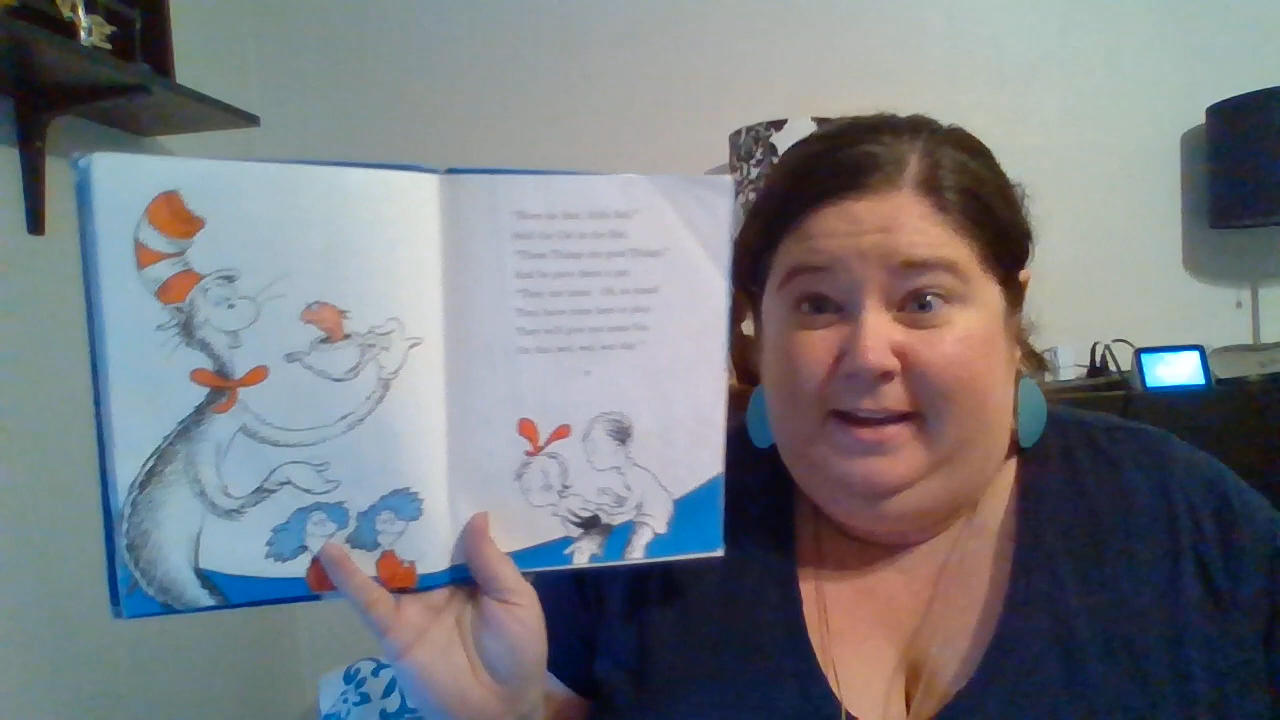 "Have no fear, little fish,"
Said the Cat in the Hat.
"These Things are good Things."
And he gave them a pat.
"They are tame. Oh, so tame!
They have come here to play.
They will give you some fun
On this wet, wet, wet day."